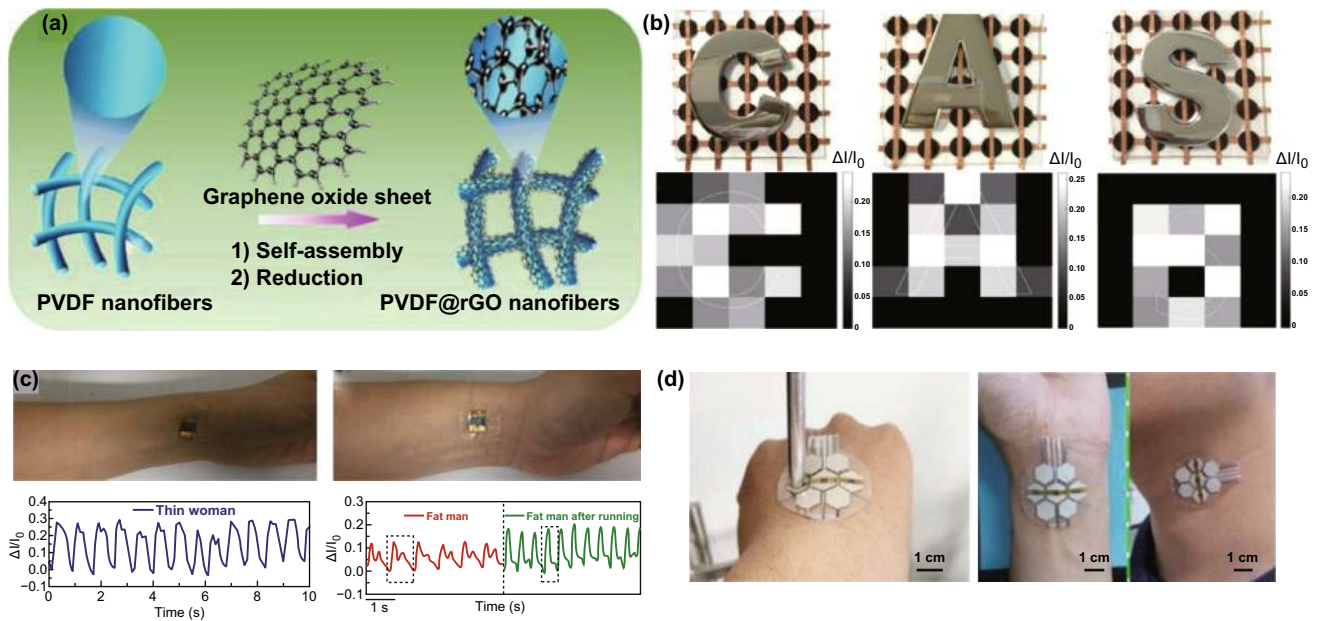 (a)
Graphene oxide sheet
1) Self-assembly
2) Reduction
PVDF nanofibers
PVDF@rGO nanofibers
(b)
C
A
S
ΔI/I0
0.20
0.15
0.10
0.05
0
ΔI/I0
0.25
0.20
0.15
0.10
0.05
0
ΔI/I0
0.20
0.15
0.10
0.05
0
(c)
ΔI/I0
0.4
0.3
0.2
0.1
0.0
−0.1
Thin woman
0 2 4 6 8 10
Time (s)
ΔI/I0
0.3
0.2
0.1
0.0
−0.1
Fat man
Fat man after running
1 s
Time (s)
(d)
1 cm
1 cm
1 cm